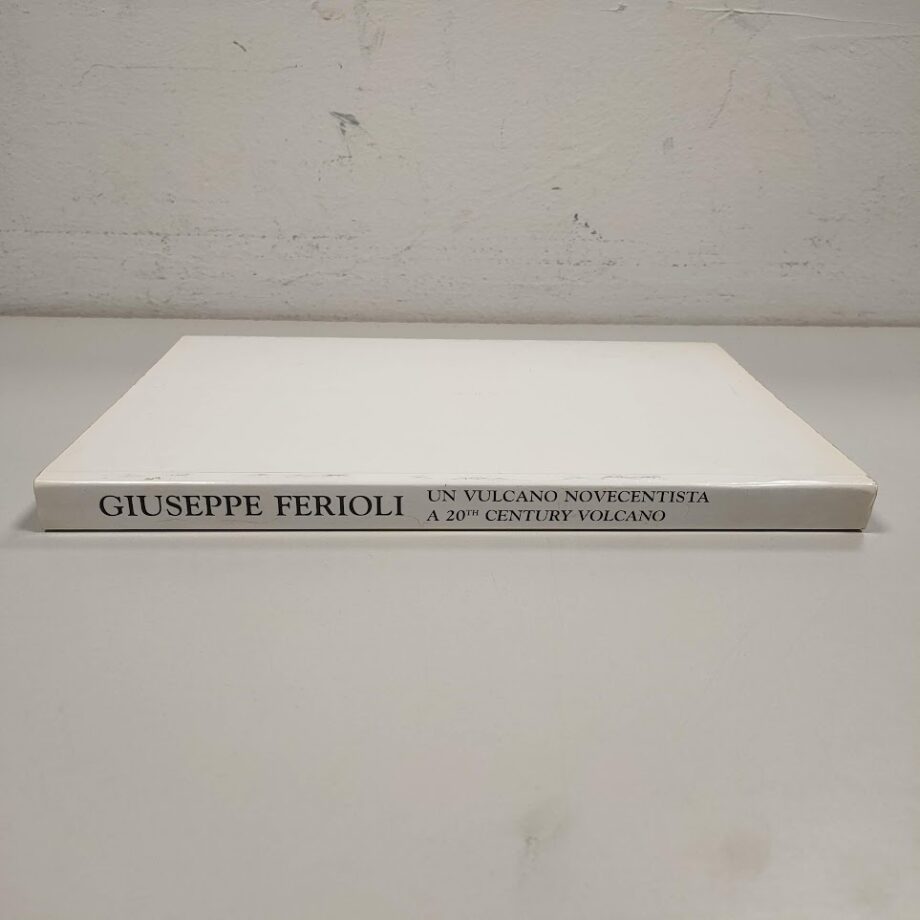 GIUSEPPE FERIOLI
UN VULCANO NOVECENTISTA
A 20TH CENTURY VOLCANO